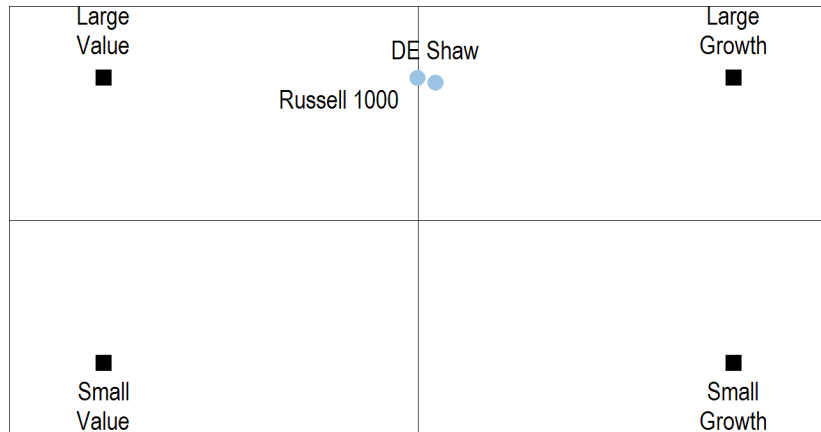 Large
Value
Large
Growth
DE Shaw
Russell 1000
Small
Value
Small
Growth